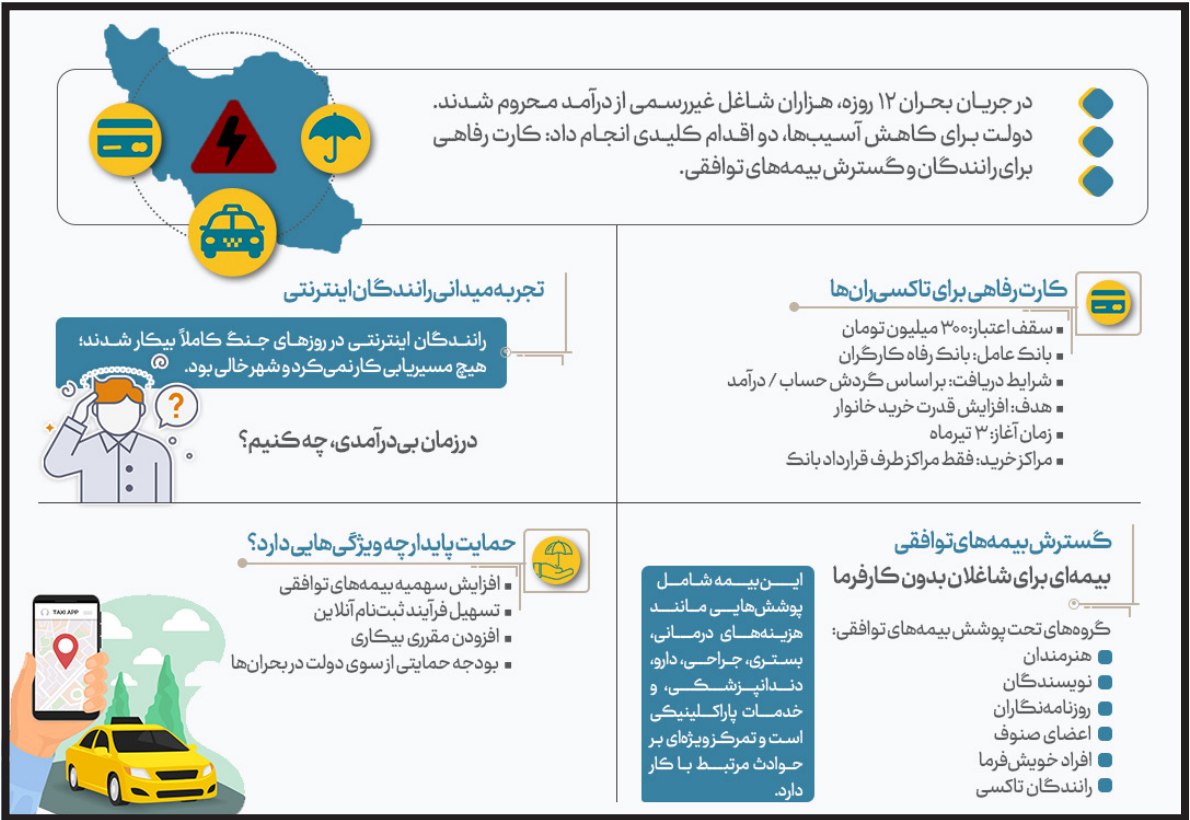 در جریان بحران ۱۲ روزه، هزاران شاغل غیررسمی از درآمد محروم شدند.
دولت برای کاهش آسیب‌ها، دو اقدام کلیدی انجام داد: کارت رفاهی
برای رانندگان و گسترش بیمه‌های توافقی.
کارت رفاهی برای تاکسی‌ران‌ها
▪ سقف اعتبار: ۳۰۰ میلیون تومان
▪ بانک عامل: بانک رفاه کارگران
▪ شرایط دریافت: بر اساس گردش حساب / درآمد
▪ هدف: افزایش قدرت خرید خانوار
▪ زمان آغاز: ۳ تیرماه
▪ مراکز خرید: فقط مراکز طرف قرارداد بانک
تجربه میدانی رانندگان اینترنتی
رانندگان اینترنتی در روزهای جنگ کاملاً بیکار شدند؛
هیچ مسیریابی کار نمی‌کرد و شهر خالی بود.
?
در زمان بی‌درآمدی، چه کنیم؟
گسترش بیمه‌های توافقی
بیمه‌ای برای شاغلان بدون کارفرما
گروه‌های تحت پوشش بیمه‌های توافقی:
هنرمندان
نویسندگان
روزنامه‌نگاران
اعضای صنوف
افراد خویش‌فرما
رانندگان تاکسی
این بیمه شامل
پوشش‌هایی مانند
هزینه‌های درمانی،
بستری، جراحی، دارو،
دندانپزشکی، و
خدمات پاراکلینیکی
است و تمرکز ویژه‌ای بر
حوادث مرتبط با کار
دارد.
حمایت پایدار چه ویژگی‌هایی دارد؟
▪ افزایش سهمیه بیمه‌های توافقی
▪ تسهیل فرآیند ثبت‌نام آنلاین
▪ افزودن مقرری بیکاری
▪ بودجه حمایتی از سوی دولت در بحران‌ها
TAXI APP